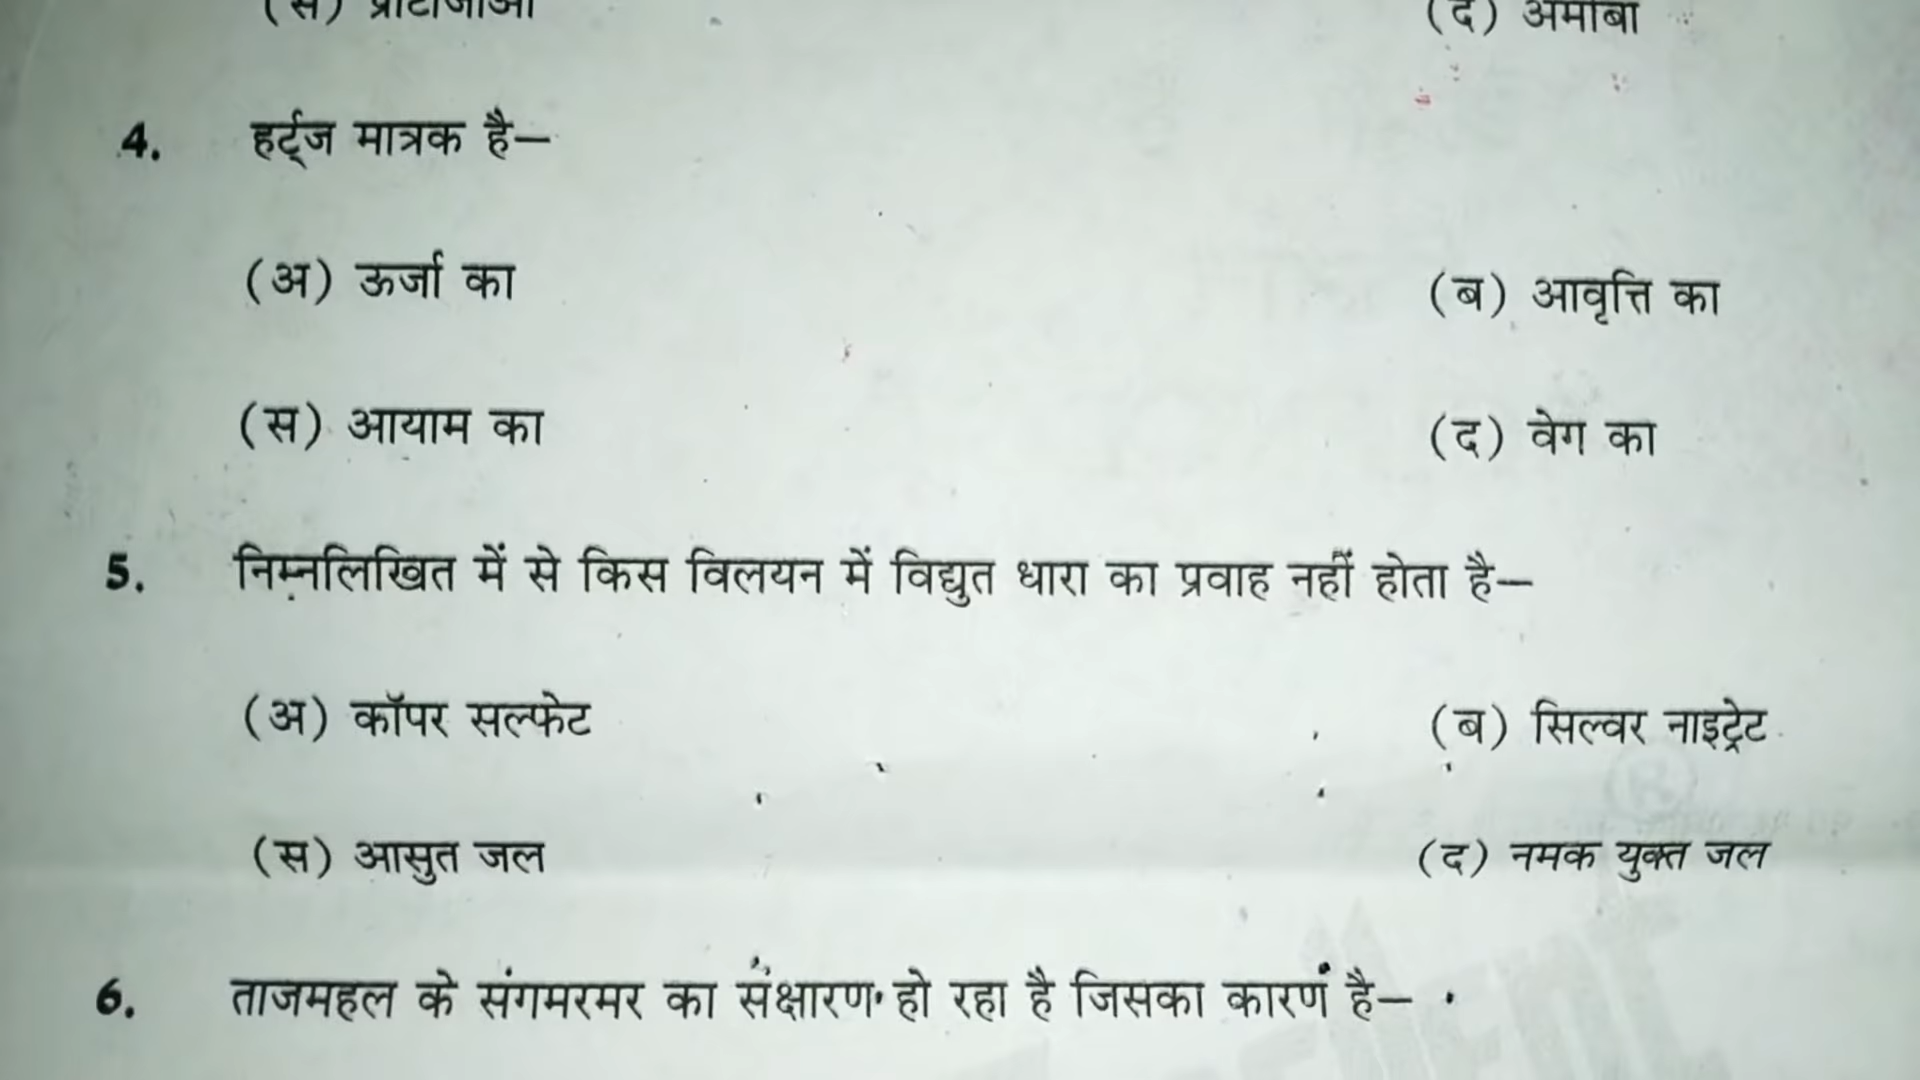 (स) प्रोटोजोआ (द) अमीबा
4. हर्ट्ज मात्रक है—
(अ) ऊर्जा का (ब) आवृत्ति का
(स) आयाम का (द) वेग का
5. निम्नलिखित में से किस विलयन में विद्युत धारा का प्रवाह नहीं होता है—
(अ) कॉपर सल्फेट (ब) सिल्वर नाइट्रेट
(स) आसुत जल (द) नमक युक्त जल
6. ताजमहल के संगमरमर का संक्षारण हो रहा है जिसका कारण है—